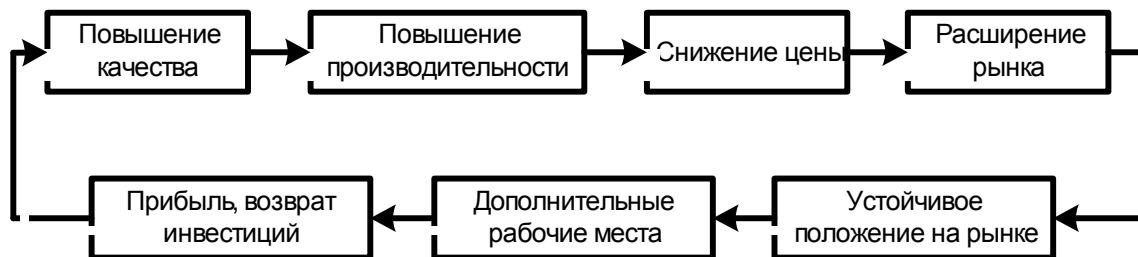 Повышение
качества
Повышение
производительности
Снижение цены
Расширение
рынка
Устойчивое
положение на рынке
Дополнительные
рабочие места
Прибыль, возврат
инвестиций